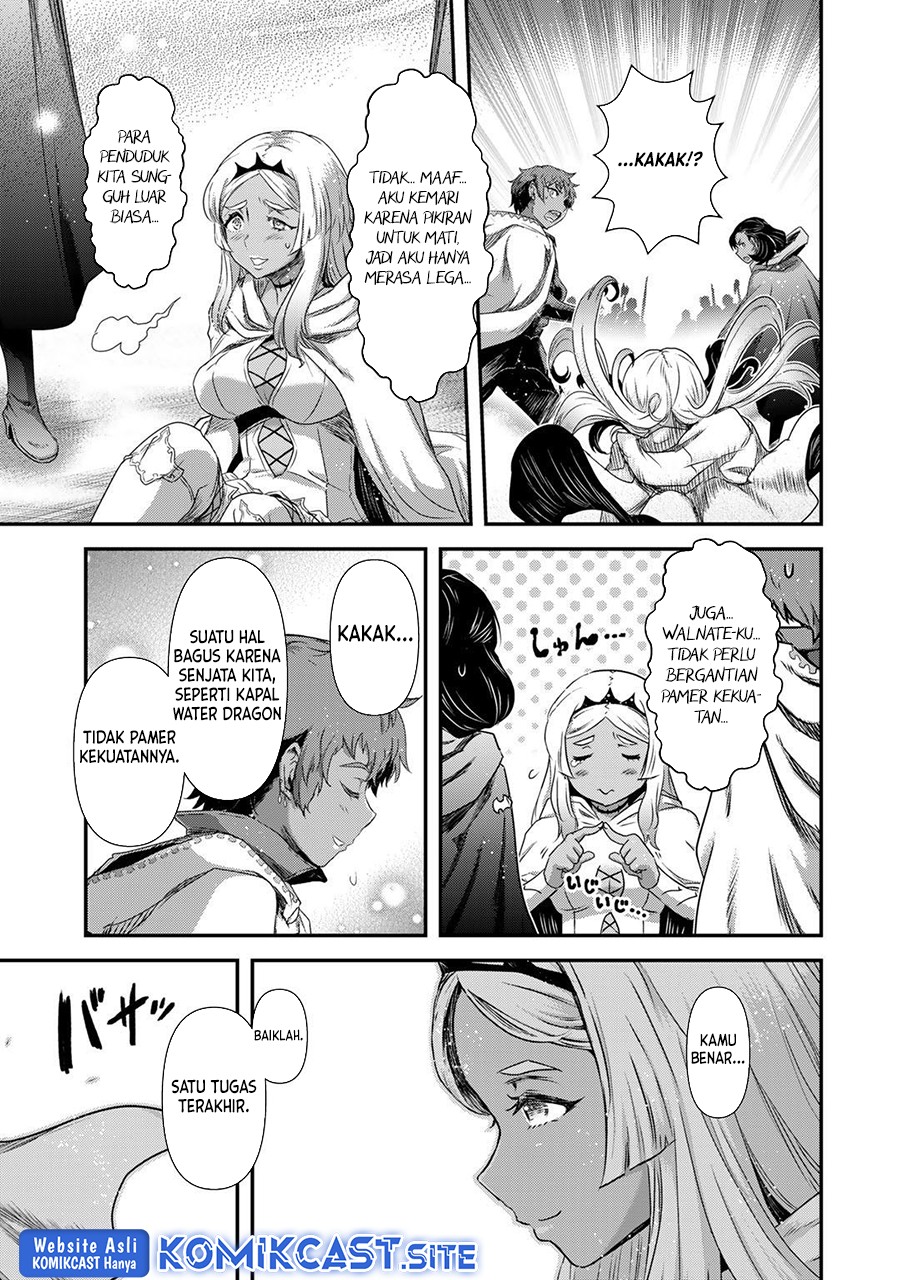 ...KAKAK!?
TIDAK... MAAF...
AKU KEMARI
KARENA PIKIRAN
UNTUK MATI,
JADI AKU HANYA
MERASA LEGA...
PARA
PENDUDUK
KITA SUNG-
GUH LUAR
BIASA...
JUGA...
WALNATE-KU...
TIDAK PERLU
BERGANTIAN
PAMER KEKUA-
TAN...
しゅん...
いじ
いじ...
KAKAK...
SUATU HAL
BAGUS KARENA
SENJATA KITA,
SEPERTI KAPAL
WATER DRAGON
TIDAK PAMER
KEKUATANNYA.
KAMU
BENAR...
BAIKLAH.
SATU TUGAS
TERAKHIR.
バサッ
Website Asli
KOMIKCAST Hanya
KOMIKCAST.SITE